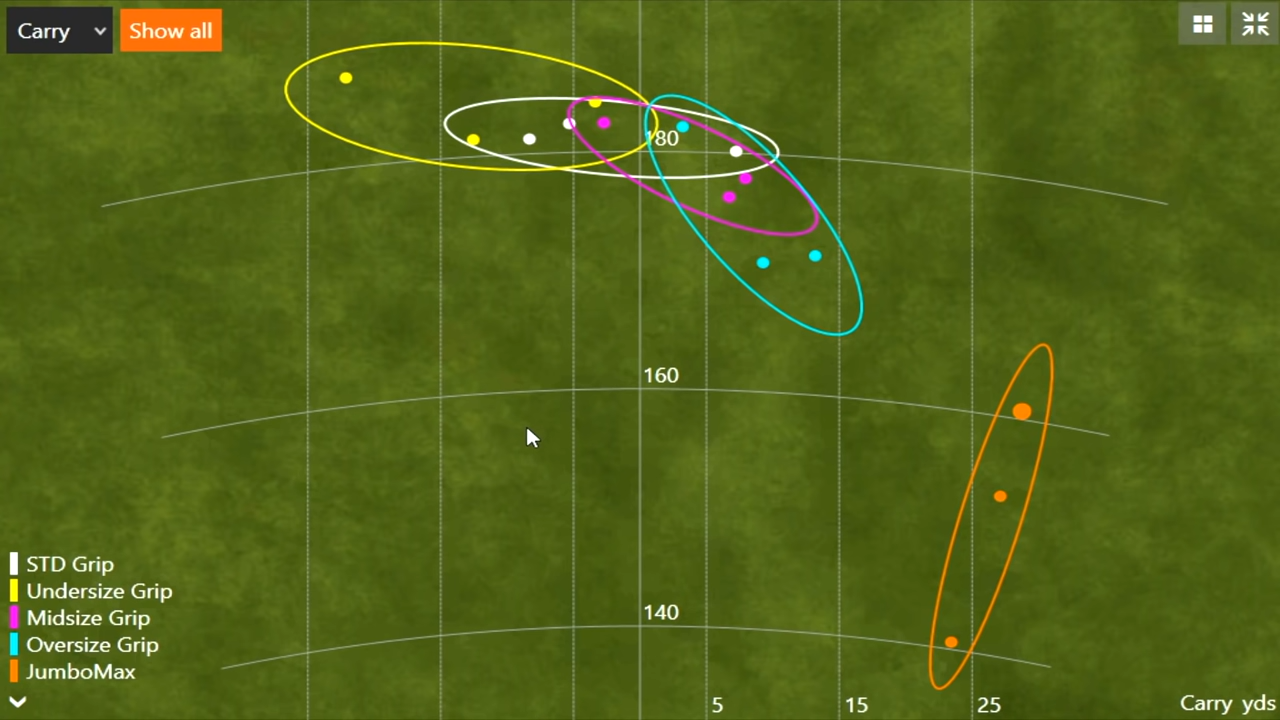 Carry
Show all
180
160
140
STD Grip
Undersize Grip
Midsize Grip
Oversize Grip
JumboMax
5
15
25
Carry yds